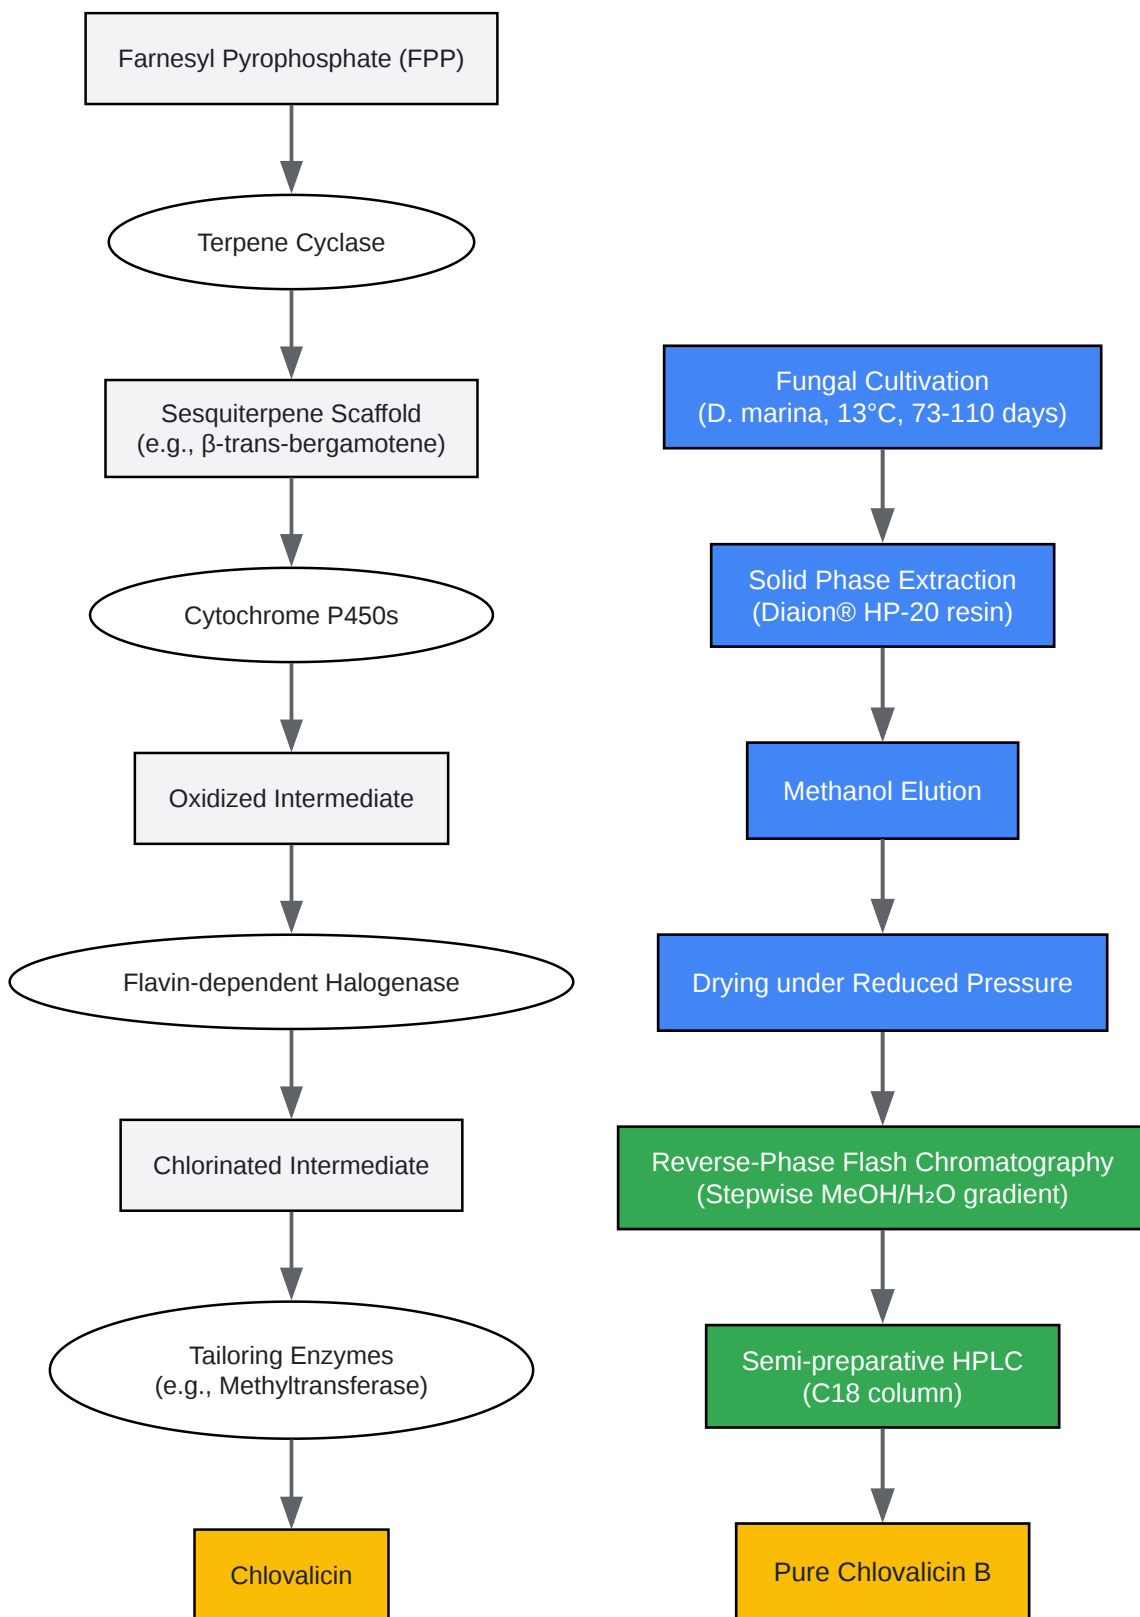 Farnesyl Pyrophosphate (FPP)
Terpene Cyclase
Sesquiterpene Scaffold
(e.g., β-trans-bergamotene)
Cytochrome P450s
Oxidized Intermediate
Flavin-dependent Halogenase
Chlorinated Intermediate
Tailoring Enzymes
(e.g., Methyltransferase)
Chlovalicin
Fungal Cultivation
(D. marina, 13°C, 73-110 days)
Solid Phase Extraction
(Diaion® HP-20 resin)
Methanol Elution
Drying under Reduced Pressure
Reverse-Phase Flash Chromatography
(Stepwise MeOH/H₂O gradient)
Semi-preparative HPLC
(C18 column)
Pure Chlovalicin B